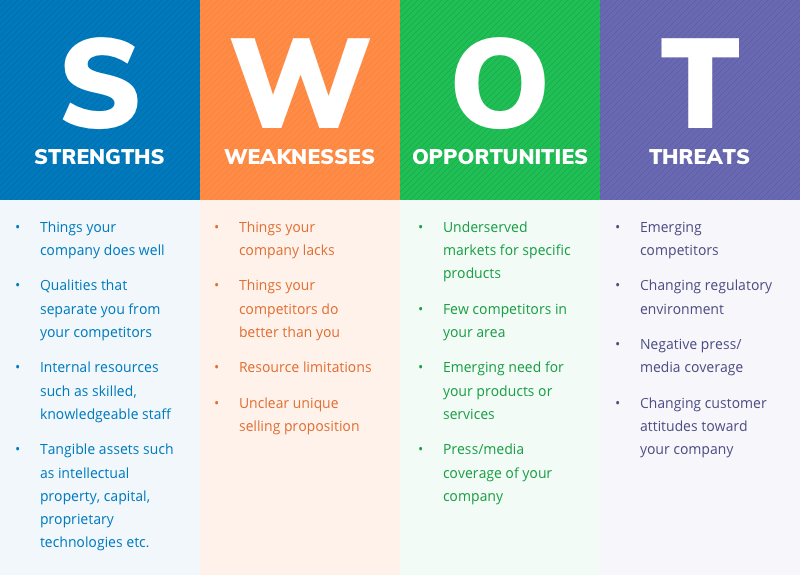 S
STRENGTHS
• Things your
company does well
• Qualities that
separate you from
your competitors
• Internal resources
such as skilled,
knowledgeable staff
• Tangible assets such
as intellectual
property, capital,
proprietary
technologies etc.
W
WEAKNESSES
• Things your
company lacks
• Things your
competitors do
better than you
• Resource limitations
• Unclear unique
selling proposition
O
OPPORTUNITIES
• Underserved
markets for specific
products
• Few competitors in
your area
• Emerging need for
your products or
services
• Press/media
coverage of your
company
T
THREATS
• Emerging
competitors
• Changing regulatory
environment
• Negative press/
media coverage
• Changing customer
attitudes toward
your company